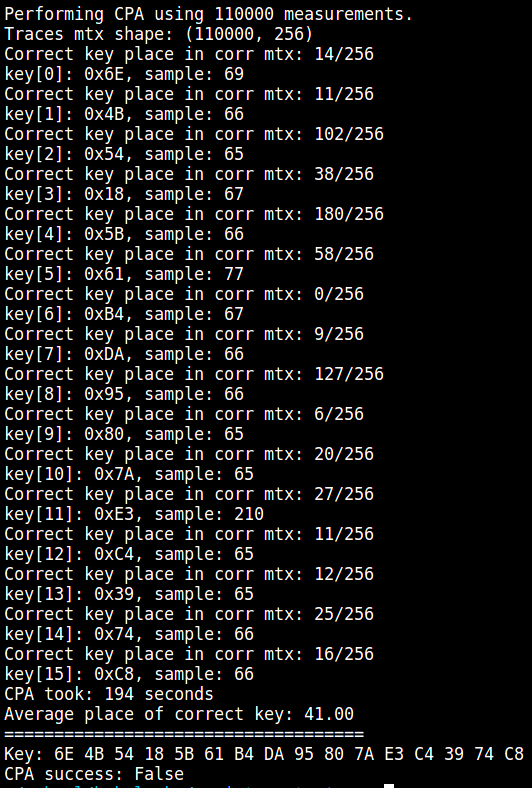 Performing CPA using 110000 measurements.
Traces mtx shape: (110000, 256)
Correct key place in corr mtx: 14/256
key[0]: 0x6E, sample: 69
Correct key place in corr mtx: 11/256
key[1]: 0x4B, sample: 66
Correct key place in corr mtx: 102/256
key[2]: 0x54, sample: 65
Correct key place in corr mtx: 38/256
key[3]: 0x18, sample: 67
Correct key place in corr mtx: 180/256
key[4]: 0x5B, sample: 66
Correct key place in corr mtx: 58/256
key[5]: 0x61, sample: 77
Correct key place in corr mtx: 0/256
key[6]: 0xB4, sample: 67
Correct key place in corr mtx: 9/256
key[7]: 0xDA, sample: 66
Correct key place in corr mtx: 127/256
key[8]: 0x95, sample: 66
Correct key place in corr mtx: 6/256
key[9]: 0x80, sample: 65
Correct key place in corr mtx: 20/256
key[10]: 0x7A, sample: 65
Correct key place in corr mtx: 27/256
key[11]: 0xE3, sample: 210
Correct key place in corr mtx: 11/256
key[12]: 0xC4, sample: 65
Correct key place in corr mtx: 12/256
key[13]: 0x39, sample: 65
Correct key place in corr mtx: 25/256
key[14]: 0x74, sample: 66
Correct key place in corr mtx: 16/256
key[15]: 0xC8, sample: 66
CPA took: 194 seconds
Average place of correct key: 41.00
====================================
Key: 6E 4B 54 18 5B 61 B4 DA 95 80 7A E3 C4 39 74 C8
CPA success: False